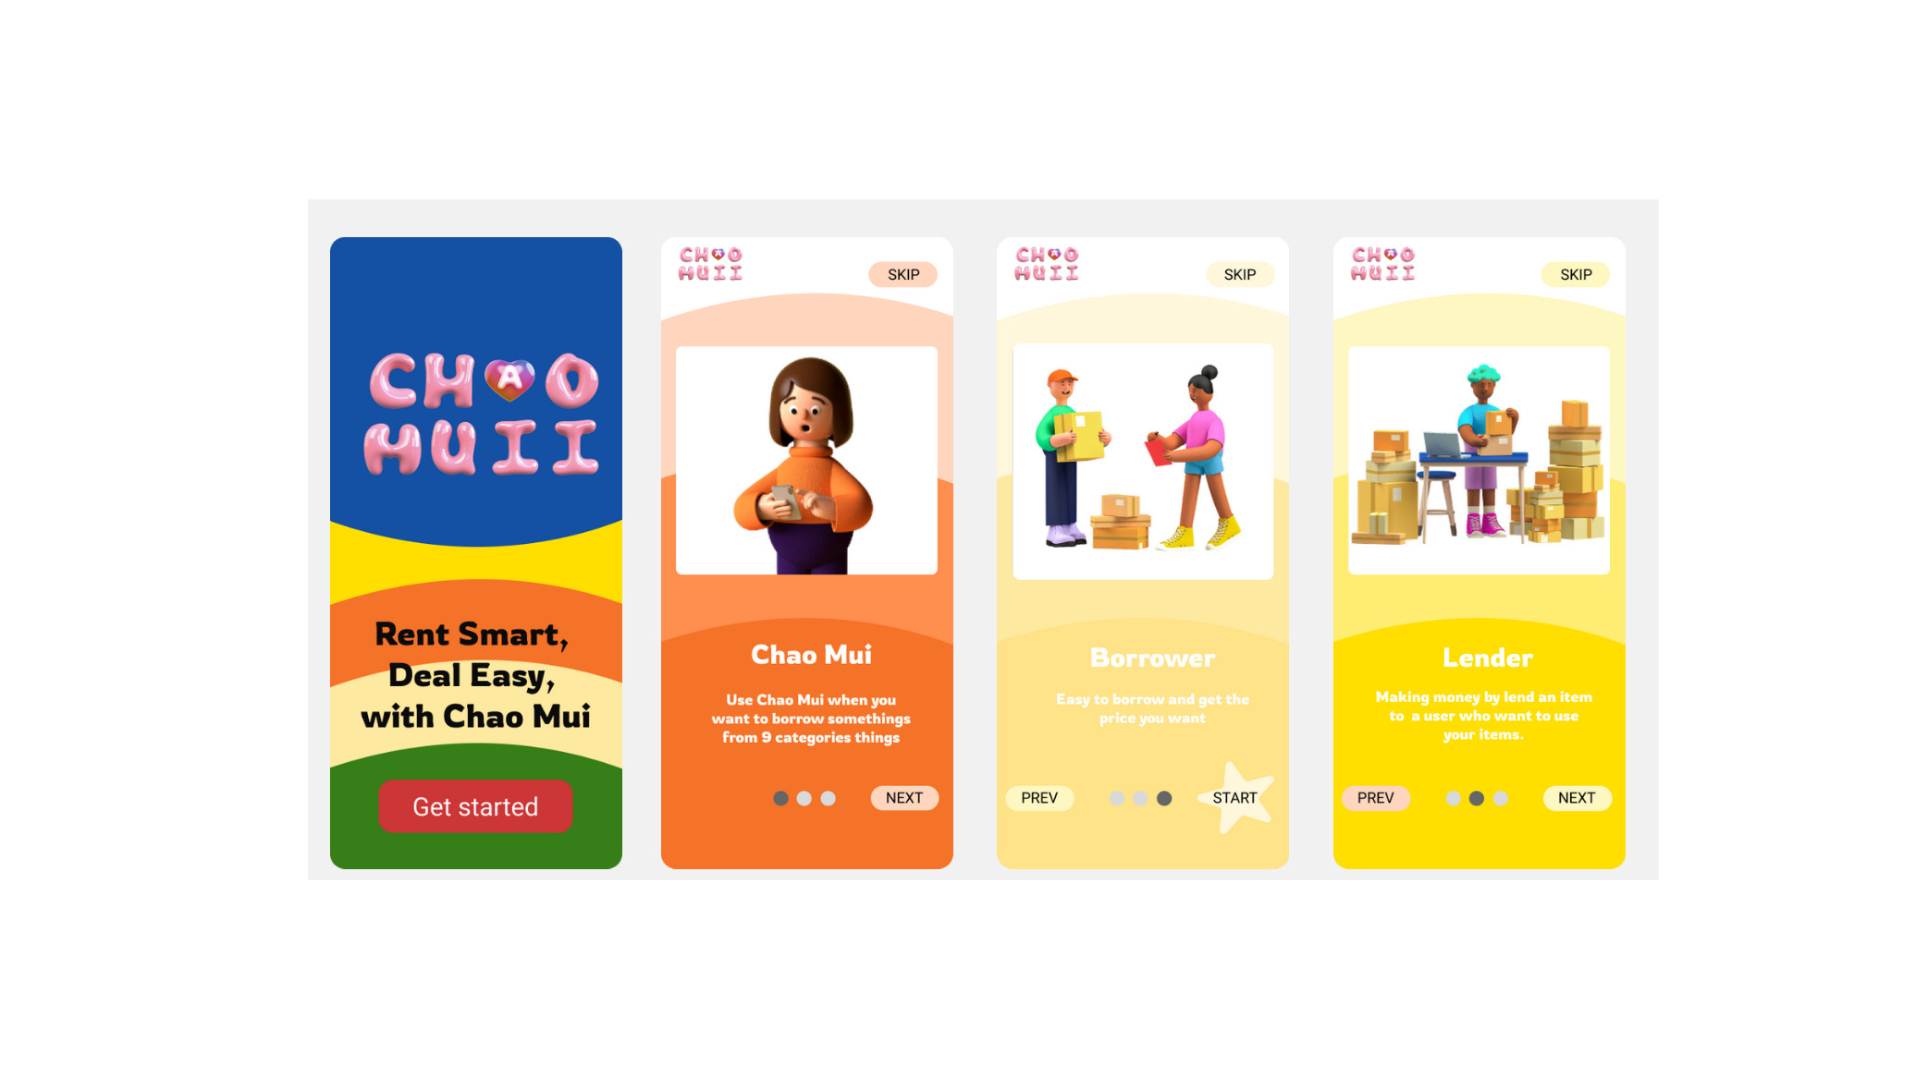 CHAO
MUII
Rent Smart,
Deal Easy,
with Chao Mui
Get started
CHAO
MUII
SKIP
Chao Mui
Use Chao Mui when you
want to borrow somethings
from 9 categories things
NEXT
CHAO
MUII
SKIP
Borrower
Easy to borrow and get the
price you want
PREV
START
CHAO
MUII
SKIP
Lender
Making money by lend an item
to a user who want to use
your items.
PREV
NEXT